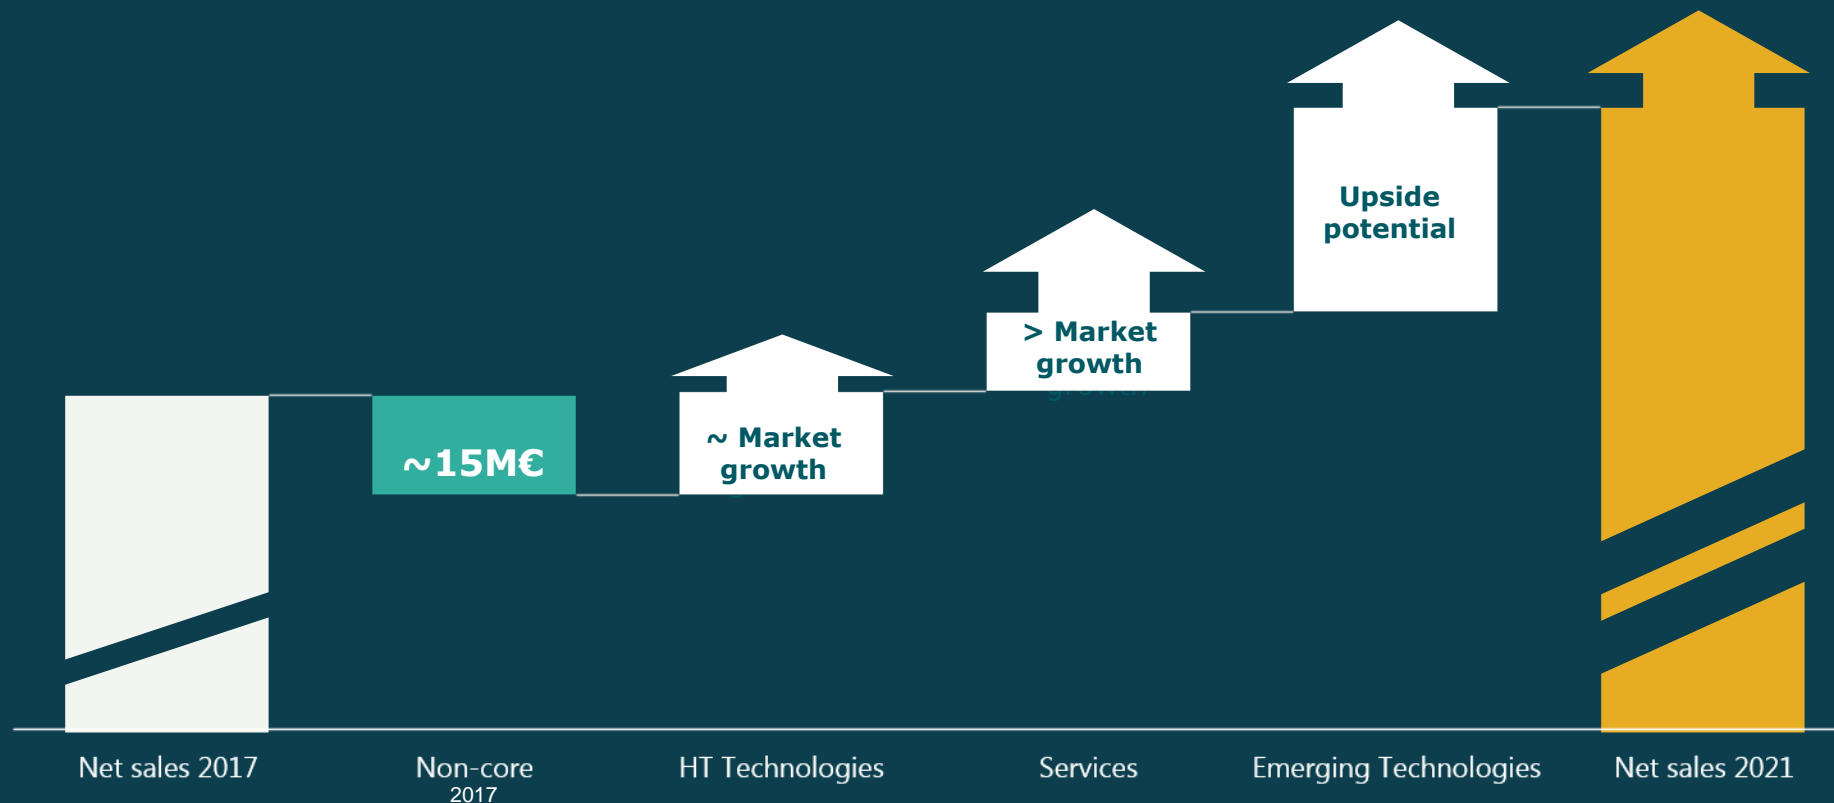 Upside
potential
> Market
growth
~ Market
growth
~15M€
Net sales 2017
Non-core
2017
HT Technologies
Services
Emerging Technologies
Net sales 2021